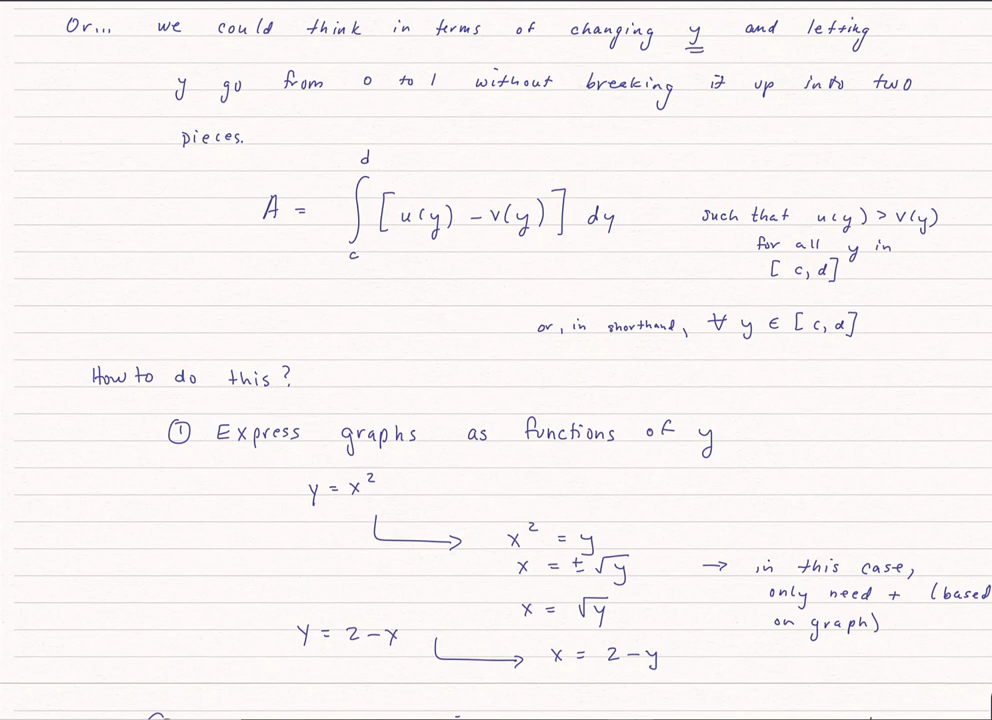 Or... we could think in terms of changing y and letting
y go from 0 to 1 without breaking it up into two
pieces.
A = ∫_c^d [u(y) - v(y)] dy such that u(y) > v(y)
for all y in
[c, d]
or, in shorthand, ∀ y ∈ [c, d]
How to do this?
① Express graphs as functions of y
y = x²
x² = y
x = ±√y → in this case,
only need + (based
x = √y on graph)
y = 2 - x
x = 2 - y